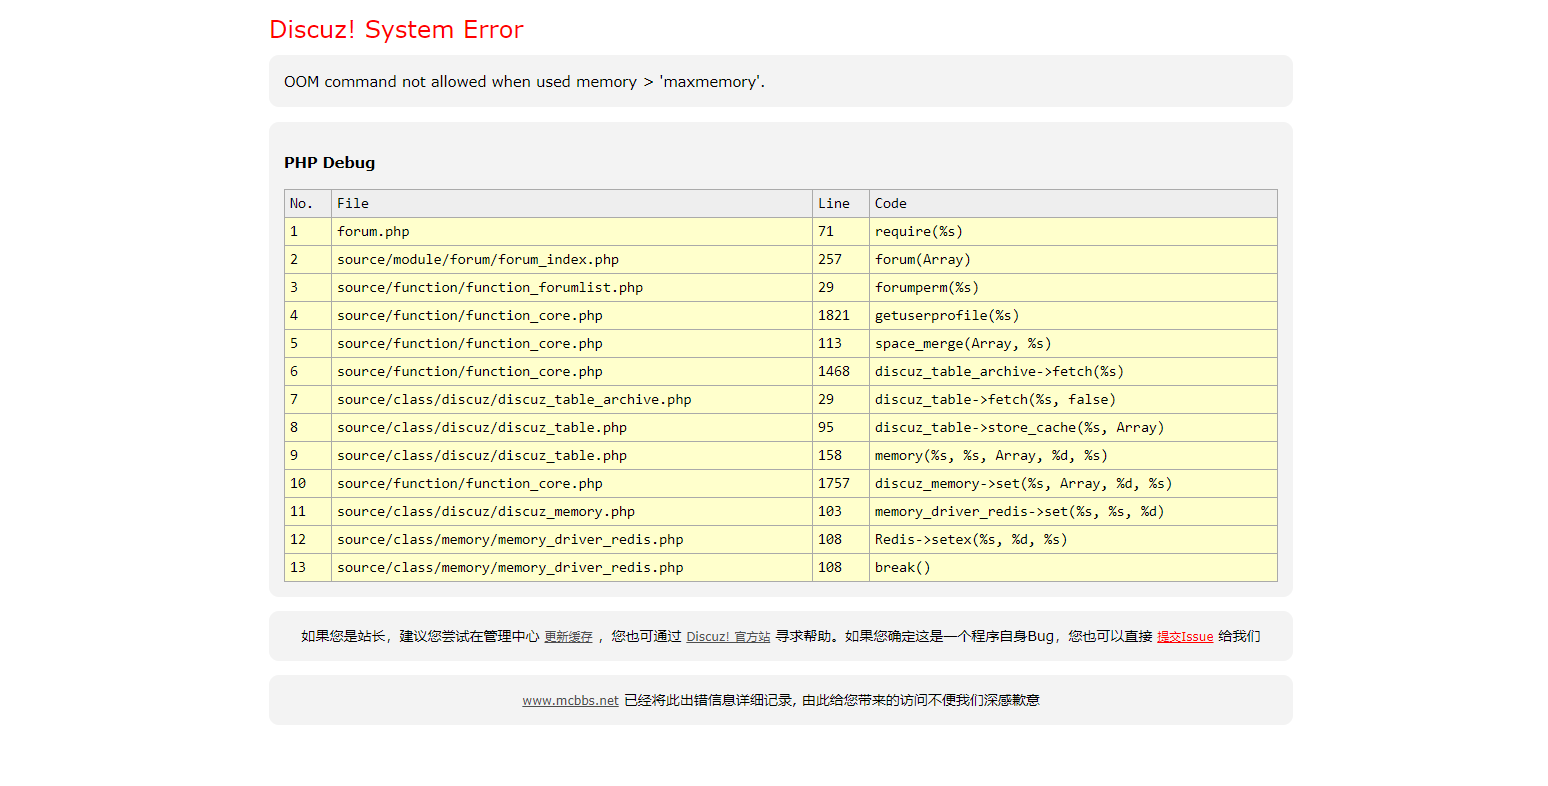 Discuz! System Error
OOM command not allowed when used memory > 'maxmemory'.
PHP Debug
No. File Line Code
1 forum.php 71 require(%s)
2 source/module/forum/forum_index.php 257 forum(Array)
3 source/function/function_forumlist.php 29 forumperm(%s)
4 source/function/function_core.php 1821 getuserprofile(%s)
5 source/function/function_core.php 113 space_merge(Array, %s)
6 source/function/function_core.php 1468 discuz_table_archive->fetch(%s)
7 source/class/discuz/discuz_table_archive.php 29 discuz_table->fetch(%s, false)
8 source/class/discuz/discuz_table.php 95 discuz_table->store_cache(%s, Array)
9 source/class/discuz/discuz_table.php 158 memory(%s, %s, Array, %d, %s)
10 source/function/function_core.php 1757 discuz_memory->set(%s, Array, %d, %s)
11 source/class/discuz/discuz_memory.php 103 memory_driver_redis->set(%s, %s, %d)
12 source/class/memory/memory_driver_redis.php 108 Redis->setex(%s, %d, %s)
13 source/class/memory/memory_driver_redis.php 108 break()
如果您是站长，建议您尝试在管理中心 更新缓存 ，您也可通过 Discuz! 官方站 寻求帮助。如果您确定这是一个程序自身Bug，您也可以直接 提交Issue 给我们
www.mcbbs.net 已经将此出错信息详细记录, 由此给您带来的访问不便我们深感歉意